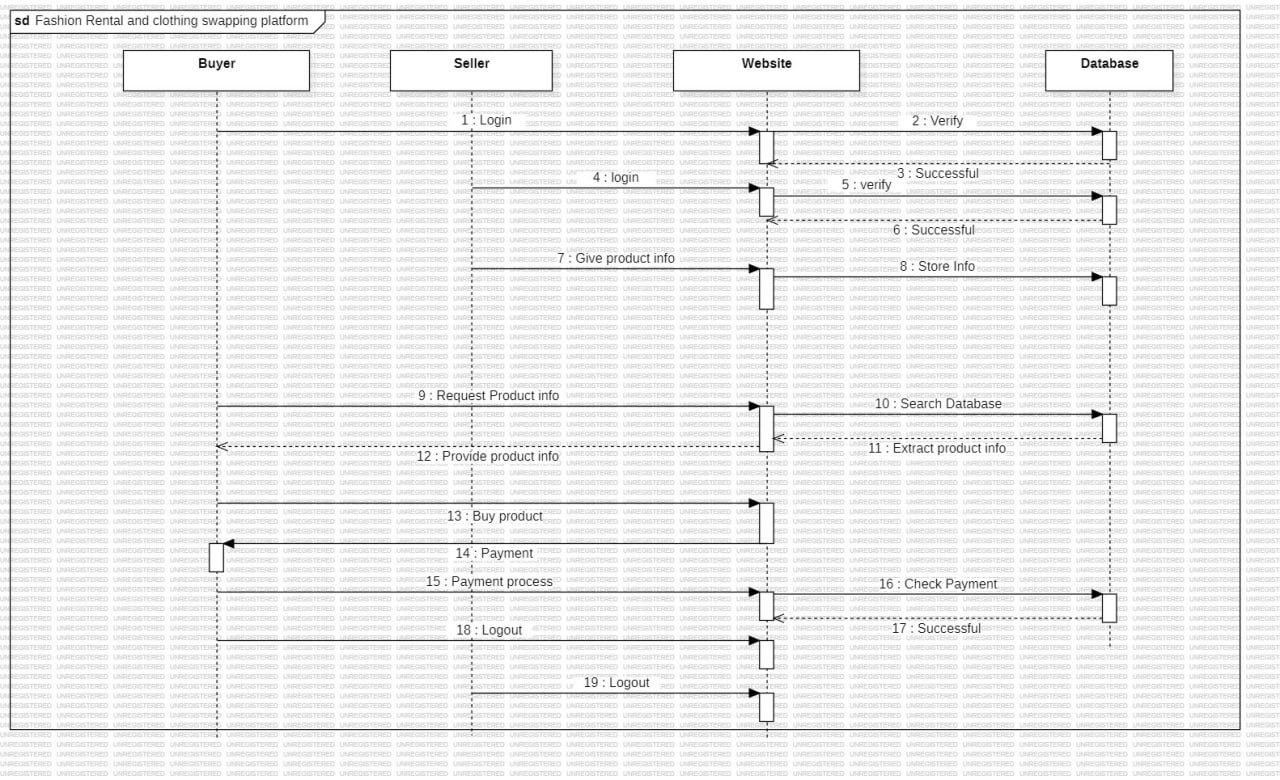 sd Fashion Rental and clothing swapping platform
Buyer
Seller
Website
Database
1 : Login
2 : Verify
3 : Successful
4 : login
5 : verify
6 : Successful
7 : Give product info
8 : Store Info
9 : Request Product info
10 : Search Database
11 : Extract product info
12 : Provide product info
13 : Buy product
14 : Payment
15 : Payment process
16 : Check Payment
17 : Successful
18 : Logout
19 : Logout
UNREGISTERED